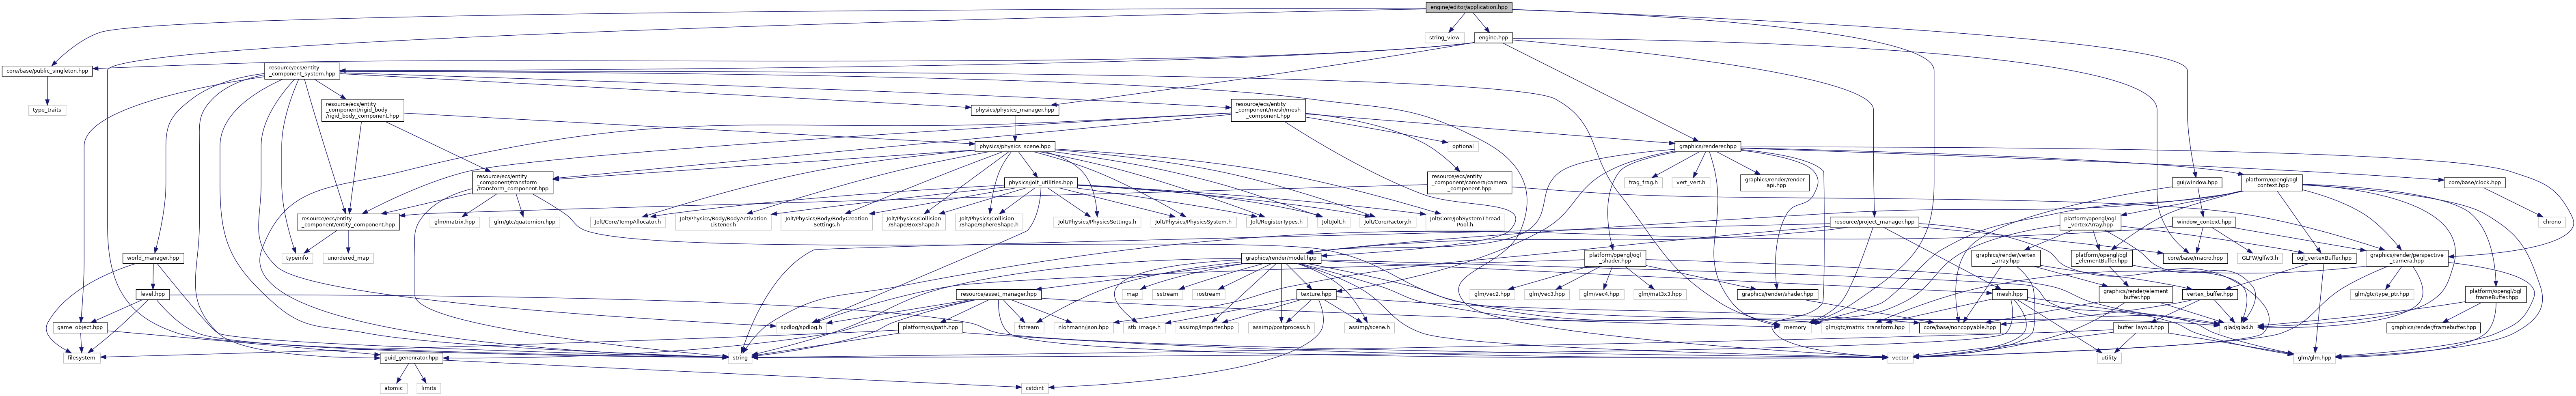 engine/editor/application.hpp
string_view
engine.hpp
core/base/public_singleton.hpp
resource/ecs/entity
_component_system.hpp
type_traits
resource/ecs/entity
_component/rigid_body
/rigid_body_component.hpp
physics/physics_manager.hpp
resource/ecs/entity
_component/mesh/mesh
_component.hpp
physics/physics_scene.hpp
optional
graphics/renderer.hpp
resource/ecs/entity
_component/transform
/transform_component.hpp
physics/Jolt_utilities.hpp
resource/ecs/entity
_component/camera/camera
_component.hpp
frag_frag.h
vert_vert.h
graphics/render/render
_api.hpp
gui/window.hpp
platform/opengl/ogl
_context.hpp
core/base/clock.hpp
resource/ecs/entity
_component/entity_component.hpp
glm/matrix.hpp
glm/gtc/quaternion.hpp
Jolt/Core/TempAllocator.h
Jolt/Physics/Body/BodyActivation
Listener.h
Jolt/Physics/Body/BodyCreation
Settings.h
Jolt/Physics/Collision
/Shape/BoxShape.h
Jolt/Physics/Collision
/Shape/SphereShape.h
Jolt/Physics/PhysicsSettings.h
Jolt/Physics/PhysicsSystem.h
Jolt/RegisterTypes.h
Jolt/Jolt.h
Jolt/Core/Factory.h
Jolt/Core/JobSystemThread
Pool.h
resource/project_manager.hpp
platform/opengl/ogl
_vertexArray.hpp
window_context.hpp
chrono
world_manager.hpp
typeinfo
unordered_map
graphics/render/model.hpp
platform/opengl/ogl
_shader.hpp
graphics/render/vertex
_array.hpp
platform/opengl/ogl
_elementBuffer.hpp
core/base/macro.hpp
GLFW/glfw3.h
ogl_vertexBuffer.hpp
graphics/render/perspective
_camera.hpp
level.hpp
map
sstream
iostream
resource/asset_manager.hpp
texture.hpp
glm/vec2.hpp
glm/vec3.hpp
glm/vec4.hpp
glm/mat3x3.hpp
graphics/render/shader.hpp
mesh.hpp
graphics/render/element
_buffer.hpp
vertex_buffer.hpp
glm/gtc/type_ptr.hpp
platform/opengl/ogl
_frameBuffer.hpp
game_object.hpp
spdlog/spdlog.h
platform/os/path.hpp
fstream
nlohmann/json.hpp
stb_image.h
assimp/Importer.hpp
assimp/postprocess.h
assimp/scene.h
memory
glm/gtc/matrix_transform.hpp
core/base/noncopyable.hpp
buffer_layout.hpp
glad/glad.h
graphics/render/framebuffer.hpp
filesystem
guid_generator.hpp
string
vector
utility
glm/glm.hpp
atomic
limits
cstdint